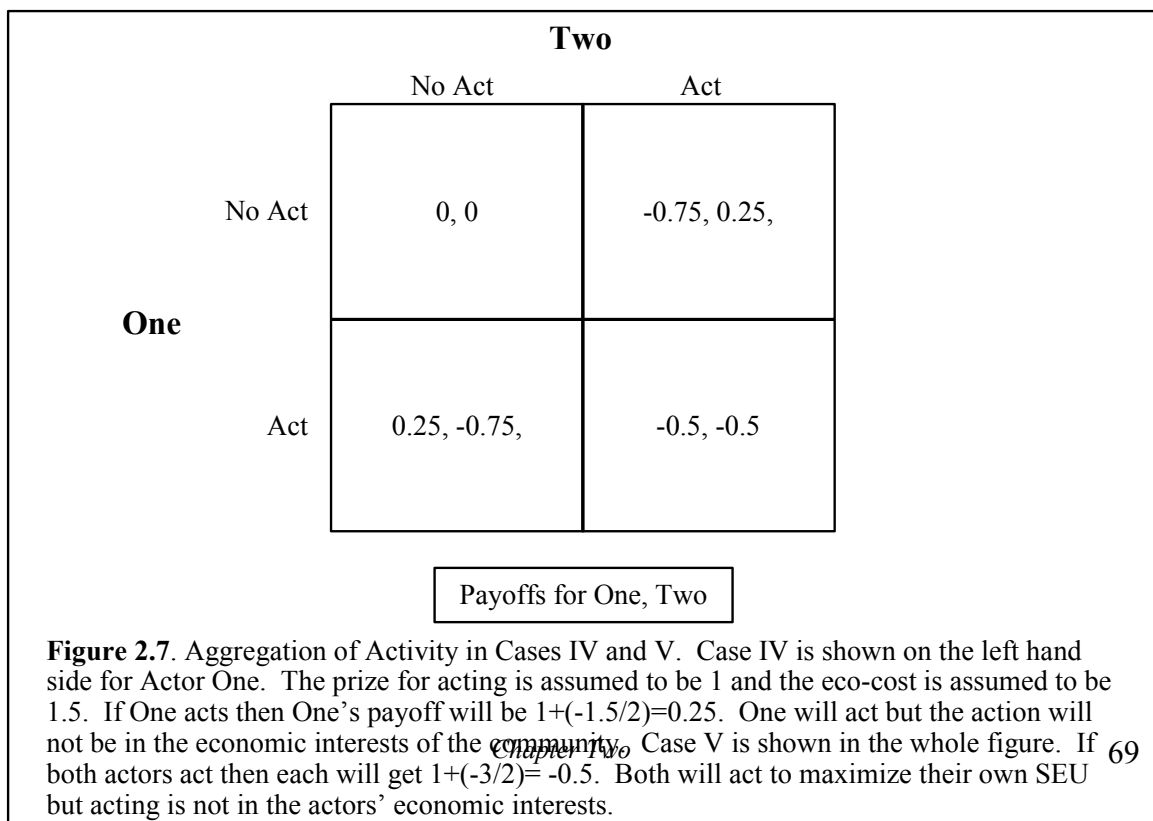 Two
No Act Act
No Act 0, 0 -0.75, 0.25,
One
Act 0.25, -0.75, -0.5, -0.5
Payoffs for One, Two
Figure 2.7. Aggregation of Activity in Cases IV and V. Case IV is shown on the left hand
side for Actor One. The prize for acting is assumed to be 1 and the eco-cost is assumed to be
1.5. If One acts then One's payoff will be 1+(-1.5/2)=0.25. One will act but the action will
not be in the economic interests of the community. Case V is shown in the whole figure. If
Chapter Two 69
both actors act then each will get 1+(-3/2)= -0.5. Both will act to maximize their own SEU
but acting is not in the actors' economic interests.